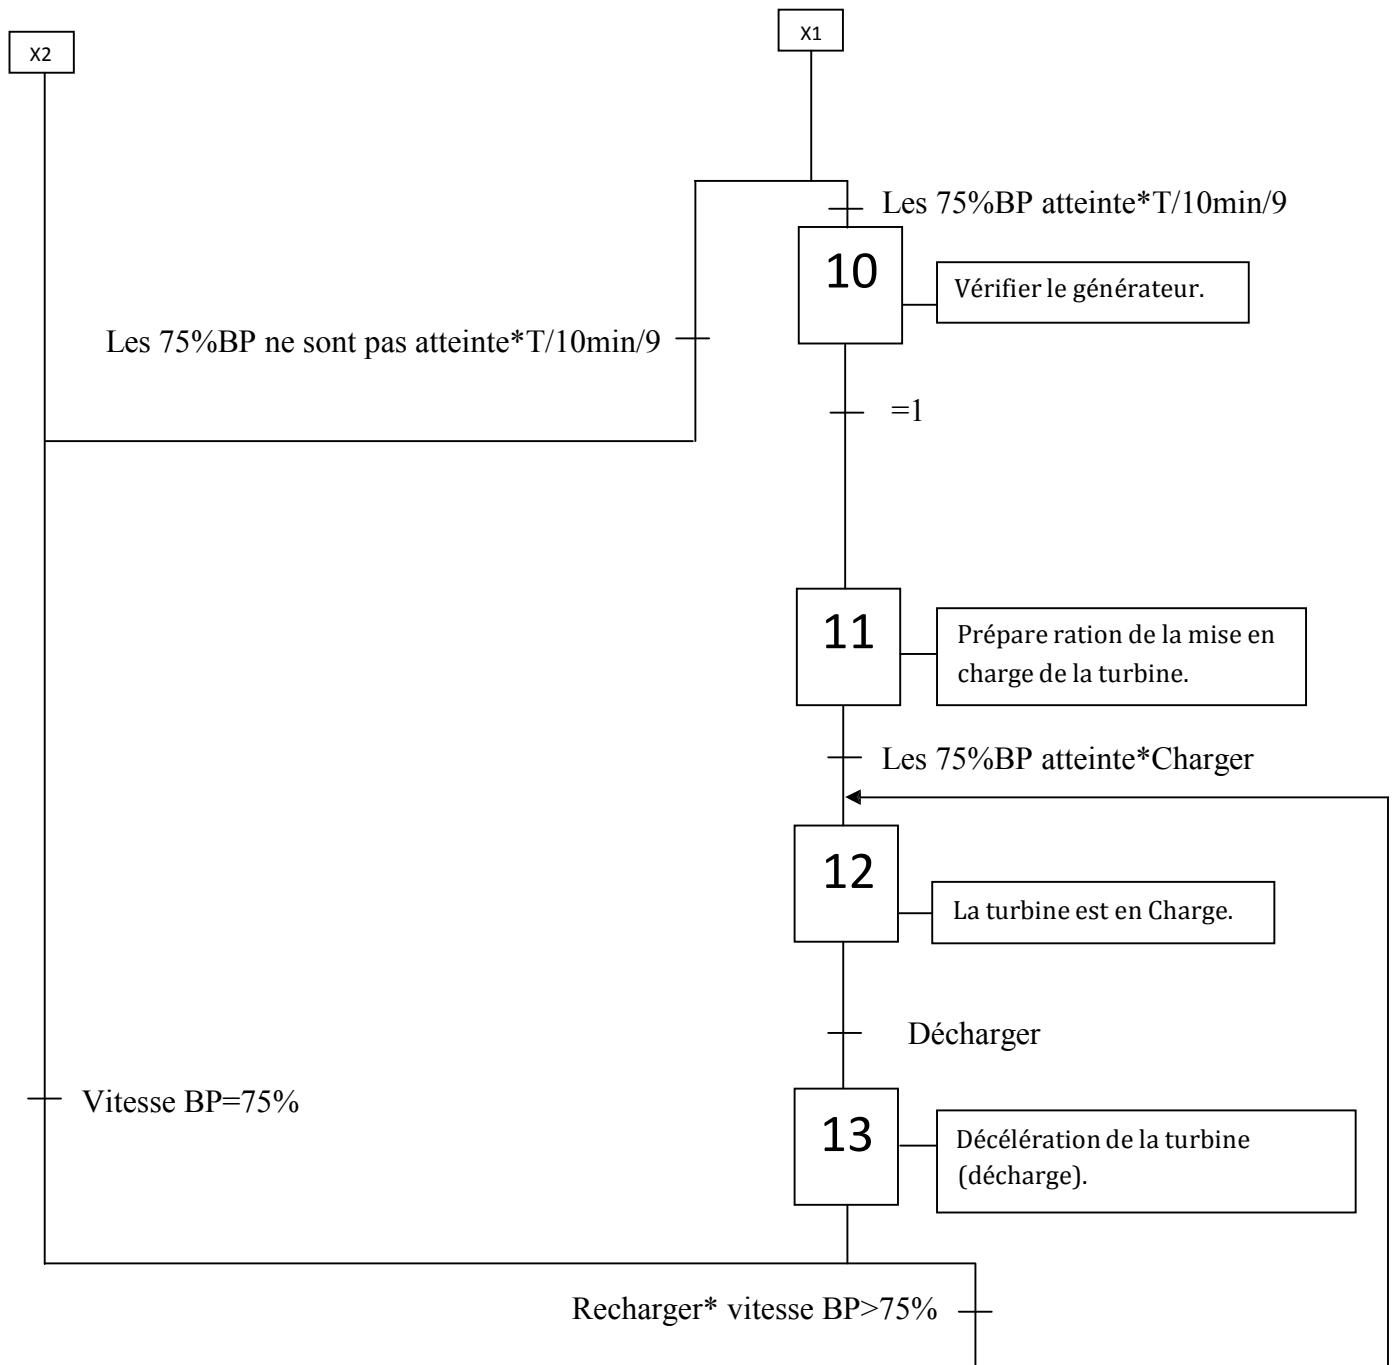 X1
X2
Les 75%BP atteinte*T/10min/9
10
Vérifier le générateur.
Les 75%BP ne sont pas atteinte*T/10min/9
=1
11
Prépare ration de la mise en
charge de la turbine.
Les 75%BP atteinte*Charger
12
La turbine est en Charge.
Décharger
Vitesse BP=75%
13
Décélération de la turbine
(décharge).
Recharger* vitesse BP>75%